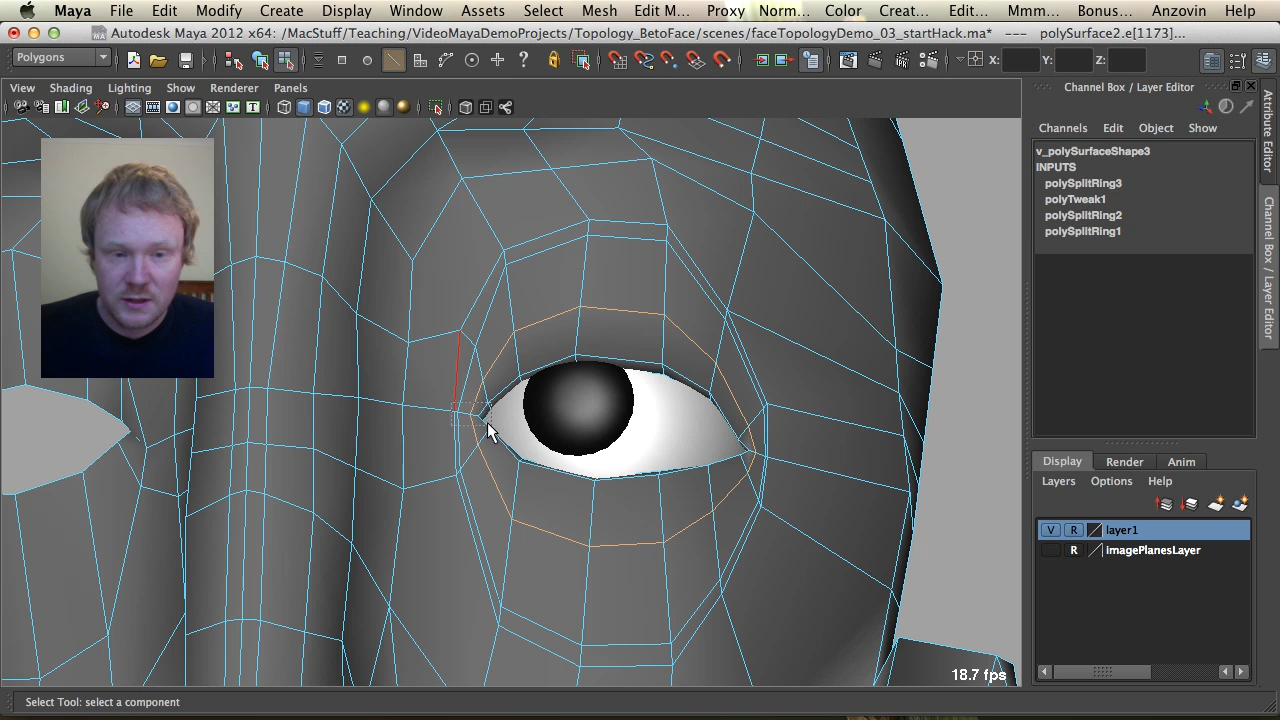 Maya File Edit Modify Create Display Window Assets Select Mesh Edit M... Proxy Norm... Color Creat... Edit... Mmm... Bonus... Anzovin Help
Autodesk Maya 2012 x64: /MacStuff/Teaching/VideoMayaDemoProjects/Topology_BetoFace/scenes/faceTopologyDemo_03_startHack.ma* --- polySurface2.e[1173]...
Polygons X: Y: Z:
View Shading Lighting Show Renderer Panels
Channel Box / Layer Editor
Channels Edit Object Show
v_polySurfaceShape3
INPUTS
polySplitRing3
polyTweak1
polySplitRing2
polySplitRing1
Attribute Editor
Channel Box / Layer Editor
Display Render Anim
Layers Options Help
V R layer1
R imagePlanesLayer
18.7 fps
Select Tool: select a component